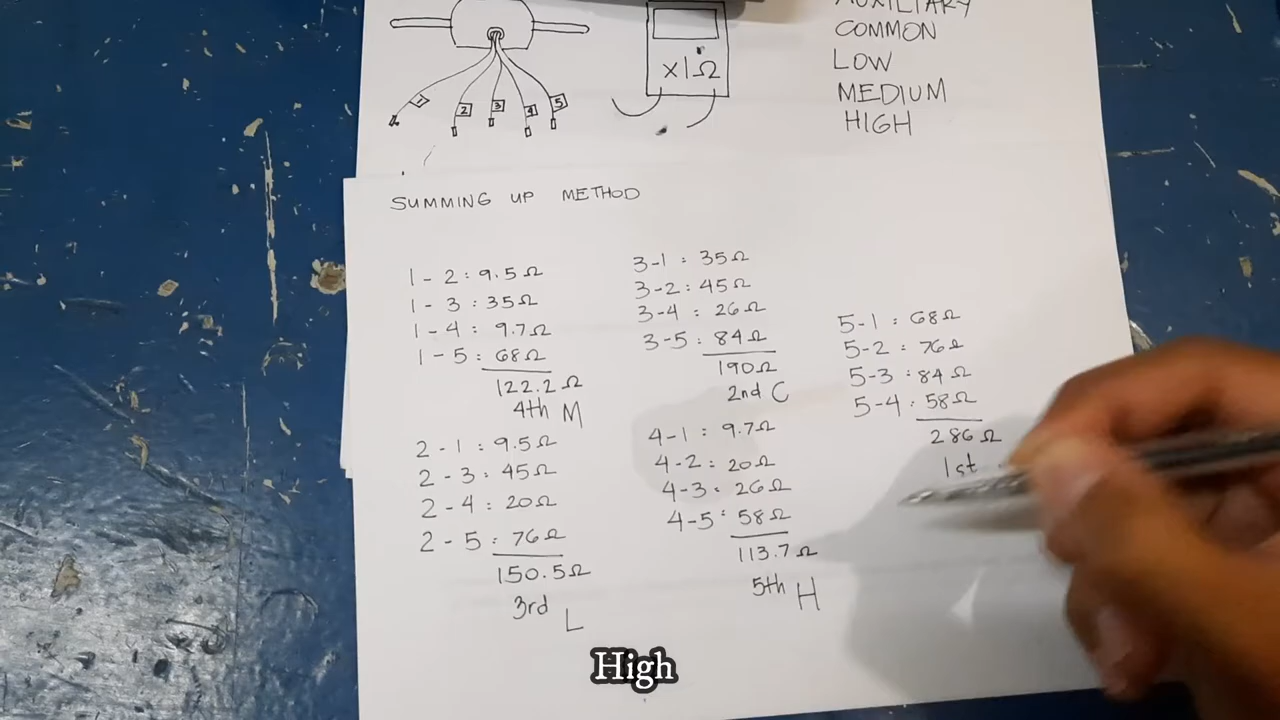 AUXILIARY
COMMON
LOW
MEDIUM
HIGH
2
3
4
5
x1Ω
SUMMING UP METHOD
1 - 2 : 9.5Ω
1 - 3 : 35Ω
1 - 4 : 9.7Ω
1 - 5 : 68Ω
122.2Ω
4th M
2 - 1 : 9.5Ω
2 - 3 : 45Ω
2 - 4 : 20Ω
2 - 5 : 76Ω
150.5Ω
3rd L
3-1 : 35Ω
3-2 : 45Ω
3-4 : 26Ω
3-5 : 84Ω
190Ω
2nd C
4-1 : 9.7Ω
4-2 : 20Ω
4-3 : 26Ω
4-5 : 58Ω
113.7Ω
5th H
5-1 : 68Ω
5-2 : 76Ω
5-3 : 84Ω
5-4 : 58Ω
286Ω
1st
High